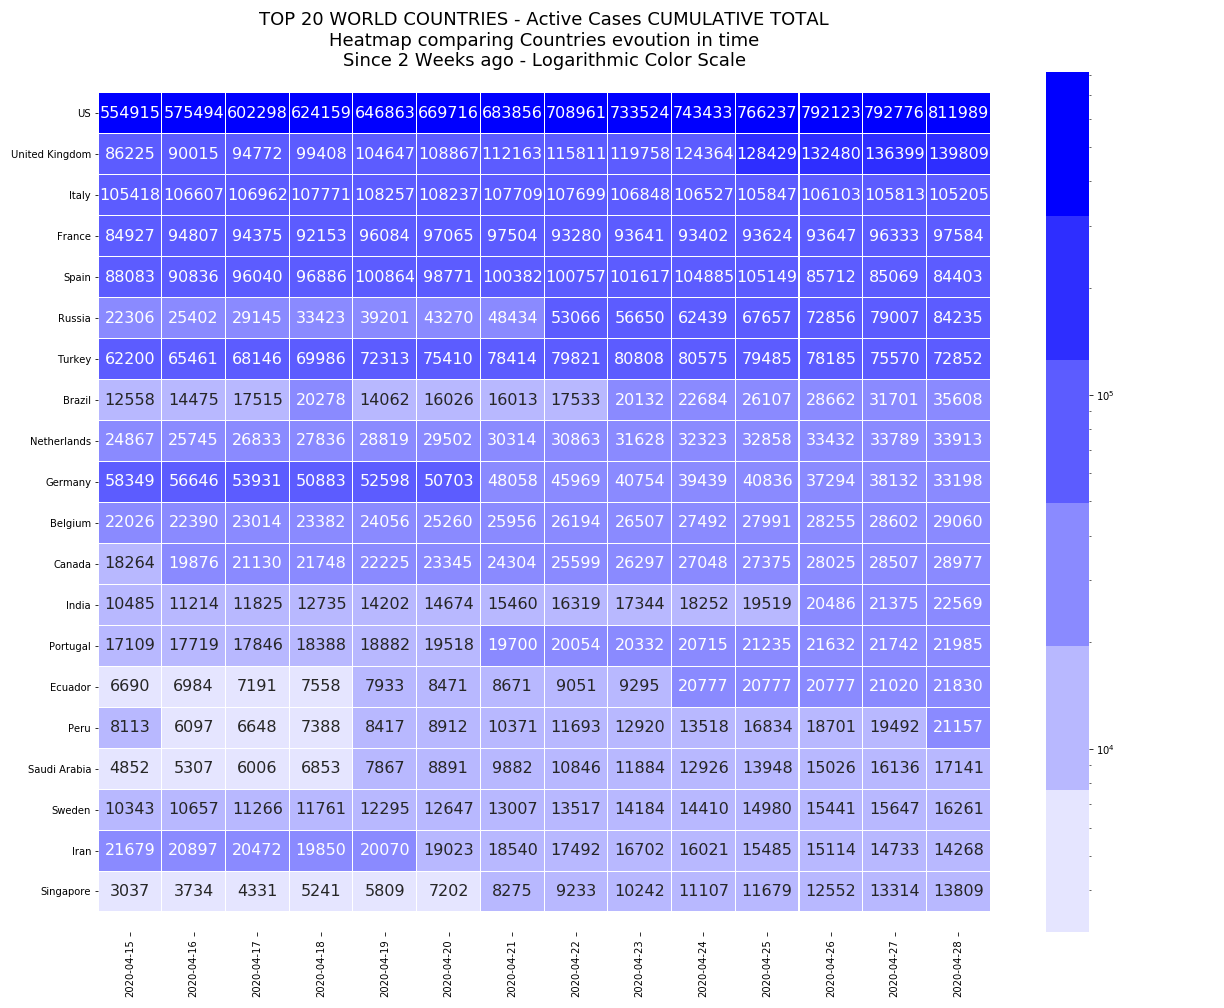 TOP 20 WORLD COUNTRIES - Active Cases CUMULATIVE TOTAL
Heatmap comparing Countries evoution in time
Since 2 Weeks ago - Logarithmic Color Scale
US 554915 575494 602298 624159 646863 669716 683856 708961 733524 743433 766237 792123 792776 811989
United Kingdom 86225 90015 94772 99408 104647 108867 112163 115811 119758 124364 128429 132480 136399 139809
Italy 105418 106607 106962 107771 108257 108237 107709 107699 106848 106527 105847 106103 105813 105205
France 84927 94807 94375 92153 96084 97065 97504 93280 93641 93402 93624 93647 96333 97584
Spain 88083 90836 96040 96886 100864 98771 100382 100757 101617 104885 105149 85712 85069 84403
Russia 22306 25402 29145 33423 39201 43270 48434 53066 56650 62439 67657 72856 79007 84235
Turkey 62200 65461 68146 69986 72313 75410 78414 79821 80808 80575 79485 78185 75570 72852
Brazil 12558 14475 17515 20278 14062 16026 16013 17533 20132 22684 26107 28662 31701 35608
Netherlands 24867 25745 26833 27836 28819 29502 30314 30863 31628 32323 32858 33432 33789 33913
Germany 58349 56646 53931 50883 52598 50703 48058 45969 40754 39439 40836 37294 38132 33198
Belgium 22026 22390 23014 23382 24056 25260 25956 26194 26507 27492 27991 28255 28602 29060
Canada 18264 19876 21130 21748 22225 23345 24304 25599 26297 27048 27375 28025 28507 28977
India 10485 11214 11825 12735 14202 14674 15460 16319 17344 18252 19519 20486 21375 22569
Portugal 17109 17719 17846 18388 18882 19518 19700 20054 20332 20715 21235 21632 21742 21985
Ecuador 6690 6984 7191 7558 7933 8471 8671 9051 9295 20777 20777 20777 21020 21830
Peru 8113 6097 6648 7388 8417 8912 10371 11693 12920 13518 16834 18701 19492 21157
Saudi Arabia 4852 5307 6006 6853 7867 8891 9882 10846 11884 12926 13948 15026 16136 17141
Sweden 10343 10657 11266 11761 12295 12647 13007 13517 14184 14410 14980 15441 15647 16261
Iran 21679 20897 20472 19850 20070 19023 18540 17492 16702 16021 15485 15114 14733 14268
Singapore 3037 3734 4331 5241 5809 7202 8275 9233 10242 11107 11679 12552 13314 13809
2020-04-15 2020-04-16 2020-04-17 2020-04-18 2020-04-19 2020-04-20 2020-04-21 2020-04-22 2020-04-23 2020-04-24 2020-04-25 2020-04-26 2020-04-27 2020-04-28
10⁵
10⁴